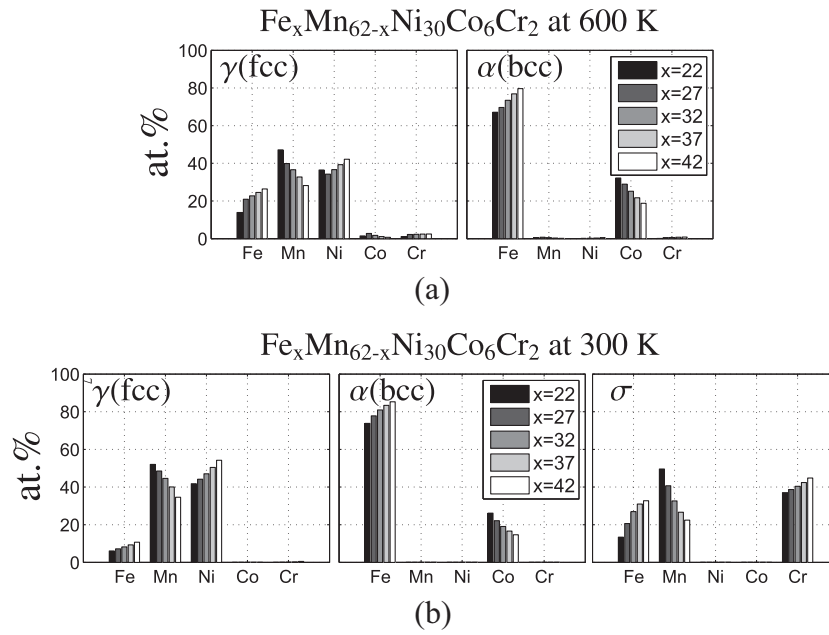 FeₓMn₆₂₋ₓNi₃₀Co₆Cr₂ at 600 K
100
80
60
40
20
0
at.%
γ(fcc)
α(bcc)
x=22
x=27
x=32
x=37
x=42
Fe Mn Ni Co Cr
Fe Mn Ni Co Cr
(a)
FeₓMn₆₂₋ₓNi₃₀Co₆Cr₂ at 300 K
100
80
60
40
20
0
at.%
γ(fcc)
α(bcc)
x=22
x=27
x=32
x=37
x=42
σ
Fe Mn Ni Co Cr
Fe Mn Ni Co Cr
Fe Mn Ni Co Cr
(b)